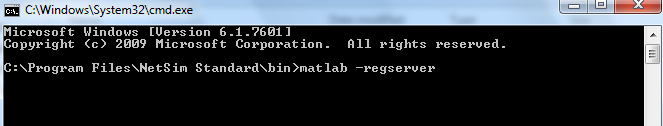 C:\Windows\System32\cmd.exe
Microsoft Windows [Version 6.1.7601]
Copyright (c) 2009 Microsoft Corporation.  All rights reserved.
C:\Program Files\NetSim Standard\bin>matlab -regserver